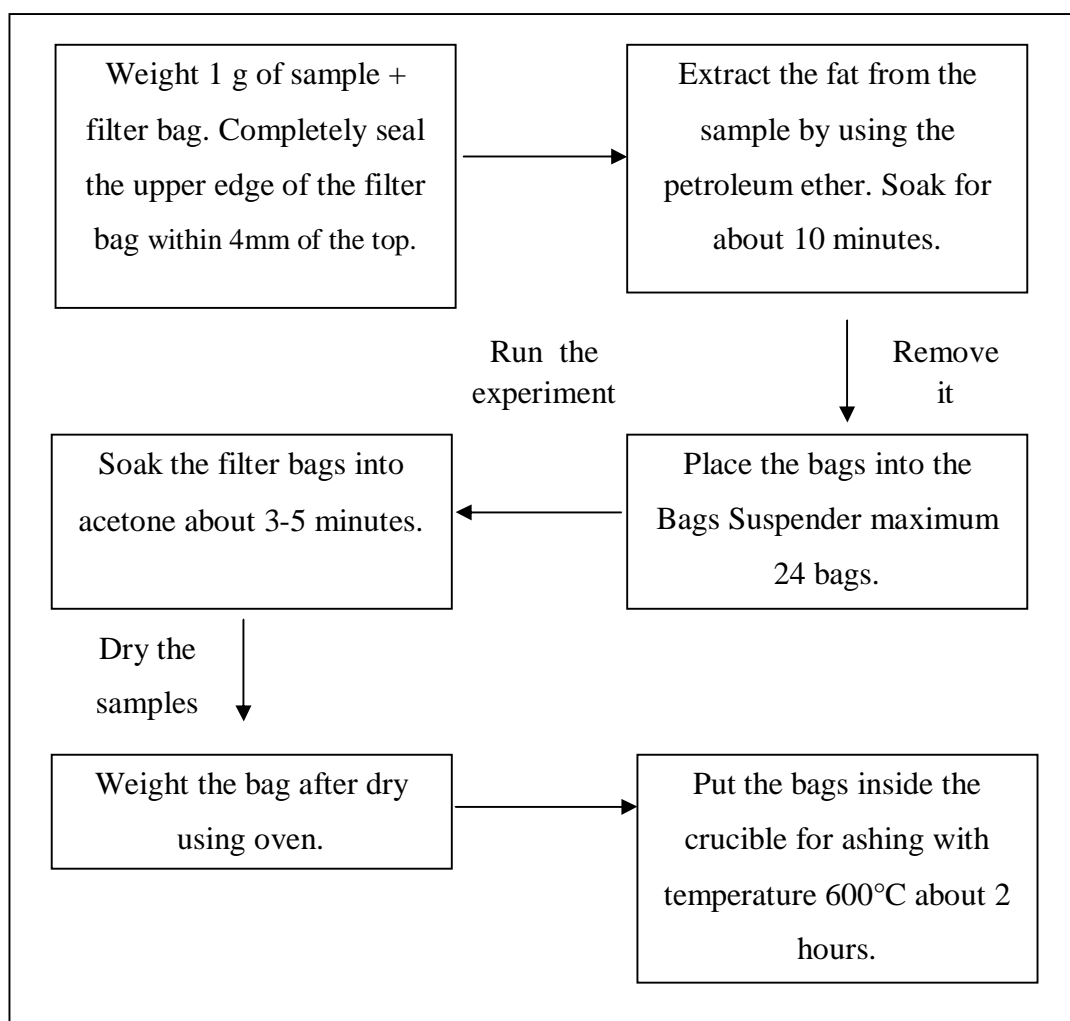 Weight 1 g of sample +
filter bag. Completely seal
the upper edge of the filter
bag within 4mm of the top.
Extract the fat from the
sample by using the
petroleum ether. Soak for
about 10 minutes.
Run the
experiment
Remove
it
Place the bags into the
Bags Suspender maximum
24 bags.
Soak the filter bags into
acetone about 3-5 minutes.
Dry the
samples
Weight the bag after dry
using oven.
Put the bags inside the
crucible for ashing with
temperature 600°C about 2
hours.